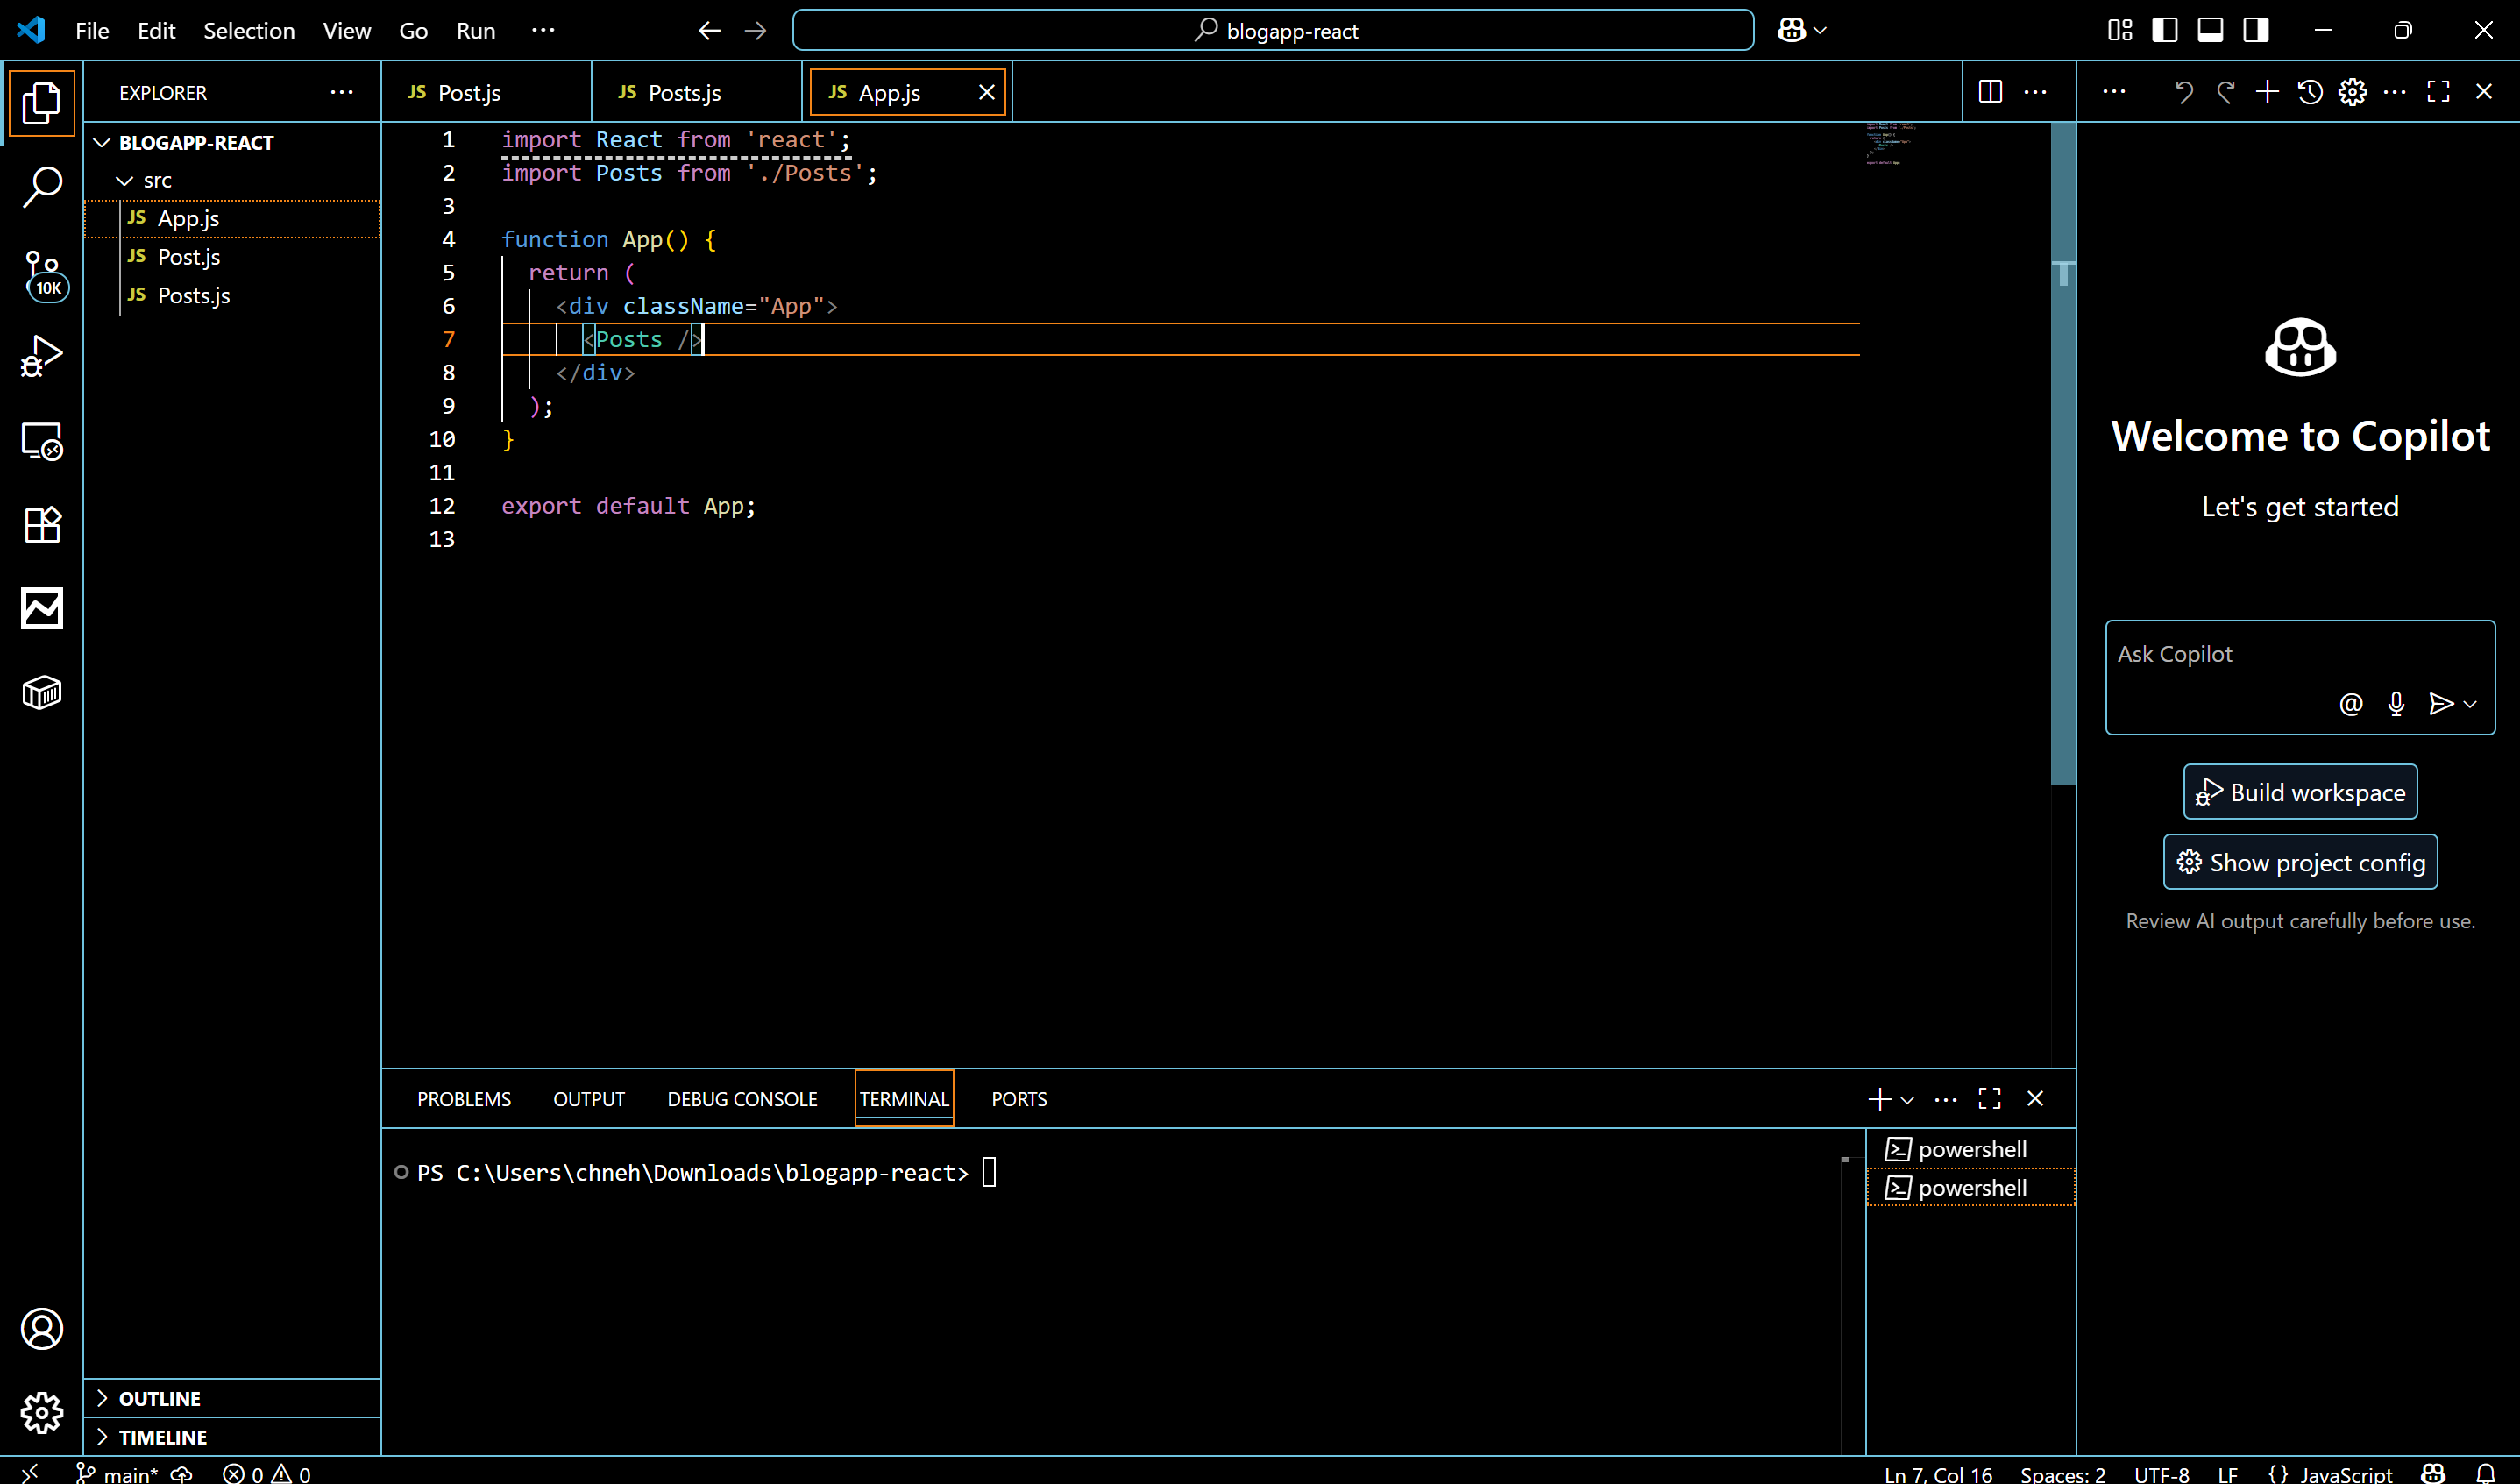 File Edit Selection View Go Run ···
blogapp-react
EXPLORER
BLOGAPP-REACT
src
JS App.js
JS Post.js
JS Posts.js
10K
OUTLINE
TIMELINE
JS Post.js
JS Posts.js
JS App.js
1 import React from 'react';
2 import Posts from './Posts';
3
4 function App() {
5 return (
6 <div className="App">
7 <Posts />
8 </div>
9 );
10 }
11
12 export default App;
13
PROBLEMS OUTPUT DEBUG CONSOLE TERMINAL PORTS
PS C:\Users\chneh\Downloads\blogapp-react>
powershell
powershell
Welcome to Copilot
Let's get started
Ask Copilot
Build workspace
Show project config
Review AI output carefully before use.
main* 0 0
Ln 7, Col 16 Spaces: 2 UTF-8 LF {} JavaScript